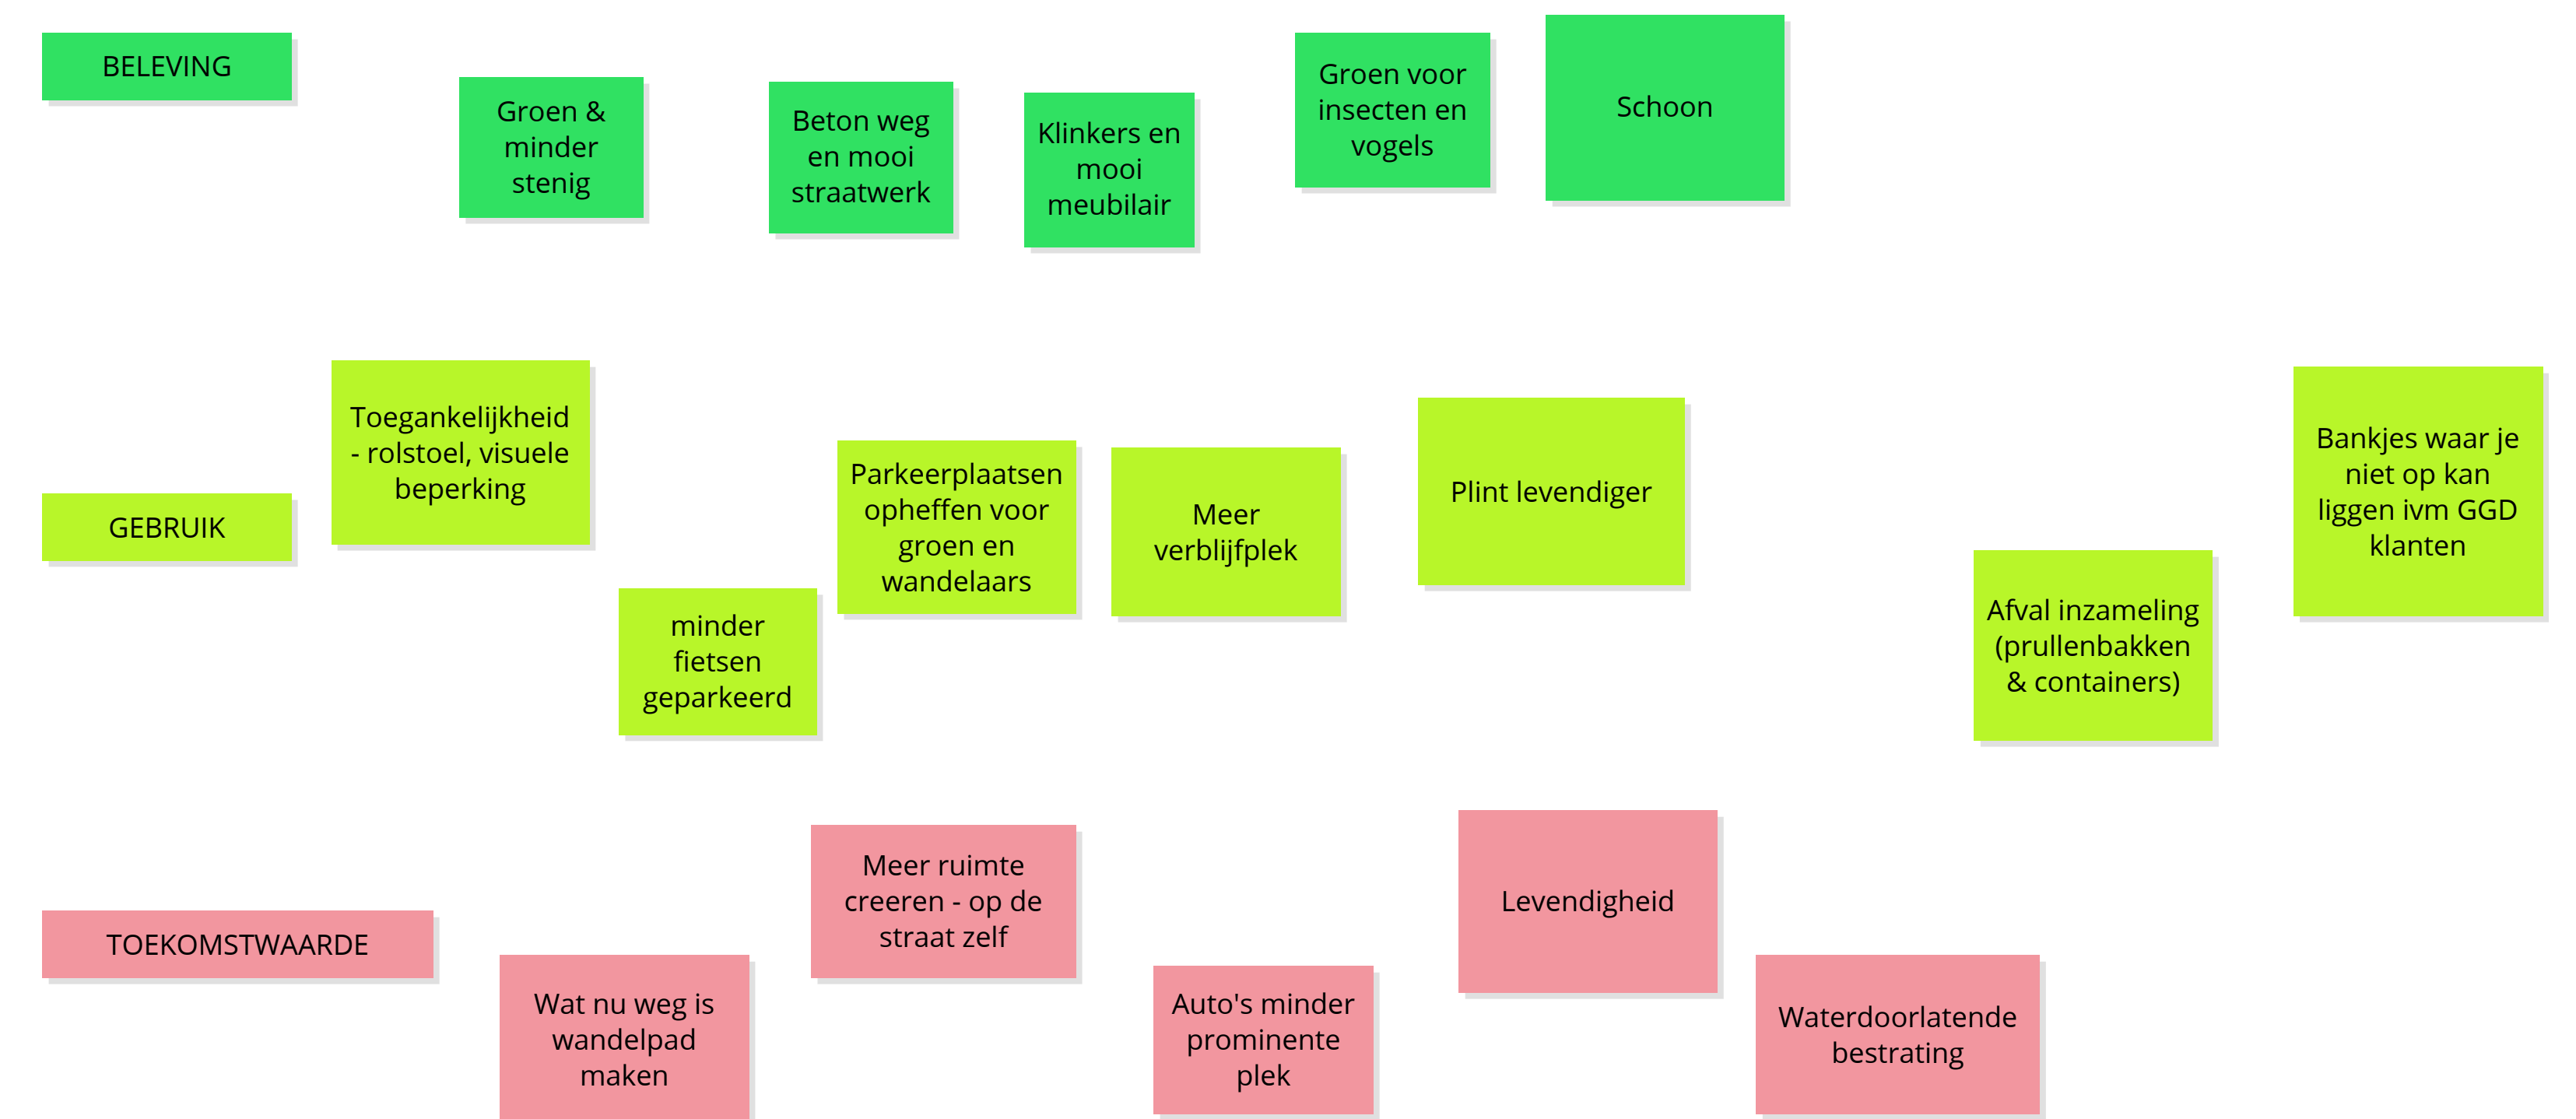 BELEVING
Groen &
minder
stenig
Beton weg
en mooi
straatwerk
Klinkers en
mooi
meubilair
Groen voor
insecten en
vogels
Schoon
GEBRUIK
Toegankelijkheid
- rolstoel, visuele
beperking
minder
fietsen
geparkeerd
Parkeerplaatsen
opheffen voor
groen en
wandelaars
Meer
verblijfplek
Plint levendiger
Afval inzameling
(prullenbakken
& containers)
Bankjes waar je
niet op kan
liggen ivm GGD
klanten
TOEKOMSTWAARDE
Wat nu weg is
wandelpad
maken
Meer ruimte
creeren - op de
straat zelf
Auto's minder
prominente
plek
Levendigheid
Waterdoorlatende
bestrating